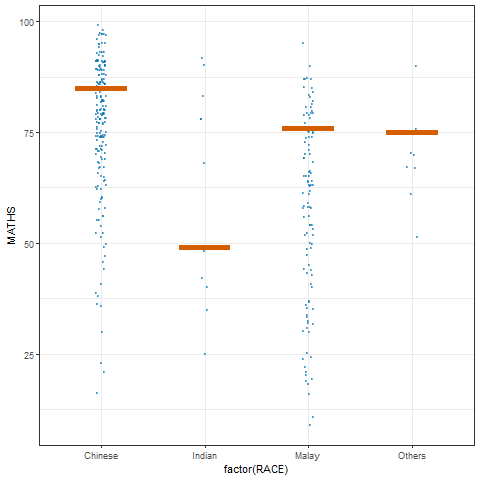 100
75
50
25
MATHS
Chinese
Indian
Malay
Others
factor(RACE)